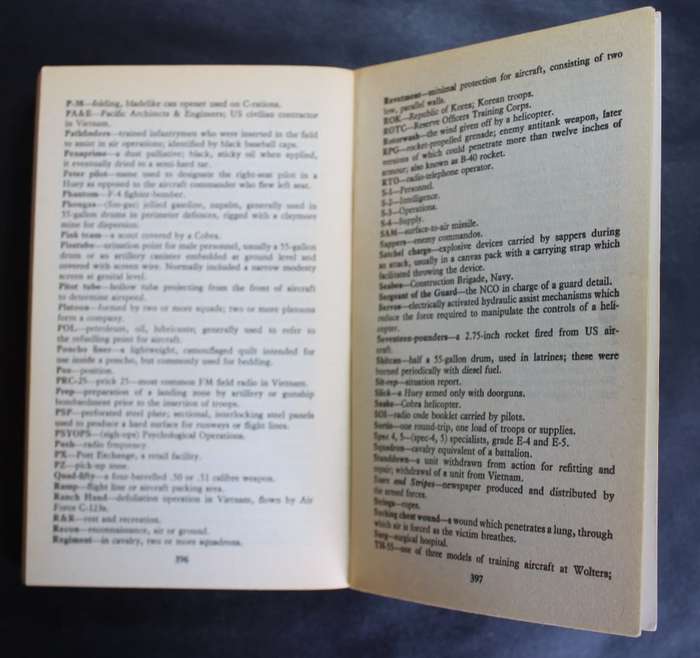 P-38—folding, bladelike can opener used on C-rations.
PA&E—Pacific Architects & Engineers; US civilian contractor
in Vietnam.
Pathfinders—trained infantrymen who were inserted in the field
to assist in air operations; identified by black baseball caps.
Penaprime—a dust palliative; black, sticky oil when applied,
it eventually dried to a semi-hard tar.
Peter pilot—name used to designate the right-seat pilot in a
Huey as opposed to the aircraft commander who flew left seat.
Phantom—F-4 fighter-bomber.
Phougas—(foo-gas) jellied gasoline, napalm, generally used in
55-gallon drums in perimeter defences, rigged with a claymore
mine for dispersion.
Pink team—a scout covered by a Cobra.
Pisstube—urination point for male personnel, usually a 55-gallon
drum or an artillery canister embedded at ground level and
covered with screen wire. Normally included a narrow modesty
screen at genital level.
Pitot tube—hollow tube projecting from the front of aircraft
to determine airspeed.
Platoon—formed by two or more squads; two or more platoons
form a company.
POL—petroleum, oil, lubricants; generally used to refer to
the refuelling point for aircraft.
Poncho liner—a lightweight, camouflaged quilt intended for
use inside a poncho, but commonly used for bedding.
Pos—position.
PRC-25—prick 25—most common FM field radio in Vietnam.
Prep—preparation of a landing zone by artillery or gunship
bombardment prior to the insertion of troops.
PSP—perforated steel plate; sectional, interlocking steel panels
used to produce a hard surface for runways or flight lines.
PSYOPS—(sigh-ops) Psychological Operations.
Push—radio frequency.
PX—Post Exchange, a retail facility.
PZ—pick-up zone.
Quad-fifty—a four-barrelled .50 or .51 calibre weapon.
Ramp—flight line or aircraft parking area.
Ranch Hand—defoliation operation in Vietnam, flown by Air
Force C-123s.
R&R—rest and recreation.
Recon—reconnaissance, air or ground.
Regiment—in cavalry, two or more squadrons.
396
Revetment—minimal protection for aircraft, consisting of two
low, parallel walls.
ROK—Republic of Korea; Korean troops.
ROTC—Reserve Officers Training Corps.
Rotorwash—the wind given off by a helicopter.
RPG—rocket-propelled grenade; enemy antitank weapon, later
versions of which could penetrate more than twelve inches of
armour; also known as B-40 rocket.
RTO—radio-telephone operator.
S-1—Personnel.
S-2—Intelligence.
S-3—Operations.
S-4—Supply.
SAM—surface-to-air missile.
Sappers—enemy commandos.
Satchel charge—explosive devices carried by sappers during
an attack, usually in a canvas pack with a carrying strap which
facilitated throwing the device.
Seabees—Construction Brigade, Navy.
Sergeant of the Guard—the NCO in charge of a guard detail.
Servos—electrically activated hydraulic assist mechanisms which
reduce the force required to manipulate the controls of a heli-
copter.
Seventeen-pounders—a 2.75-inch rocket fired from US air-
craft.
Shitcan—half a 55-gallon drum, used in latrines; these were
burned periodically with diesel fuel.
Sit-rep—situation report.
Slick—a Huey armed only with doorguns.
Snake—Cobra helicopter.
SOI—radio code booklet carried by pilots.
Sortie—one round-trip, one load of troops or supplies.
Spec 4, 5—(spec-4, 5) specialists, grade E-4 and E-5.
Squadron—cavalry equivalent of a battalion.
Standdown—a unit withdrawn from action for refitting and
repair; withdrawal of a unit from Vietnam.
Stars and Stripes—newspaper produced and distributed by
the armed forces.
Strings—ropes.
Sucking chest wound—a wound which penetrates a lung, through
which air is forced as the victim breathes.
Surg—surgical hospital.
TH-55—one of three models of training aircraft at Wolters;
397